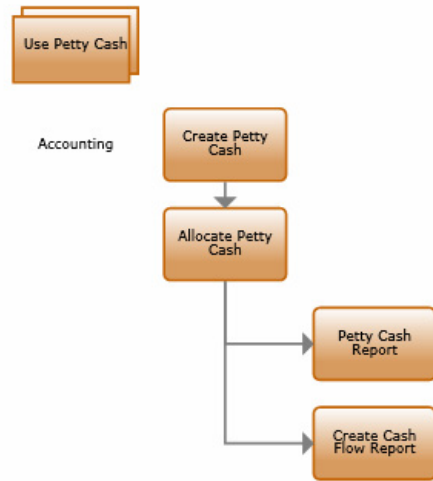 Use Petty Cash
Accounting
Create Petty
Cash
Allocate Petty
Cash
Petty Cash
Report
Create Cash
Flow Report